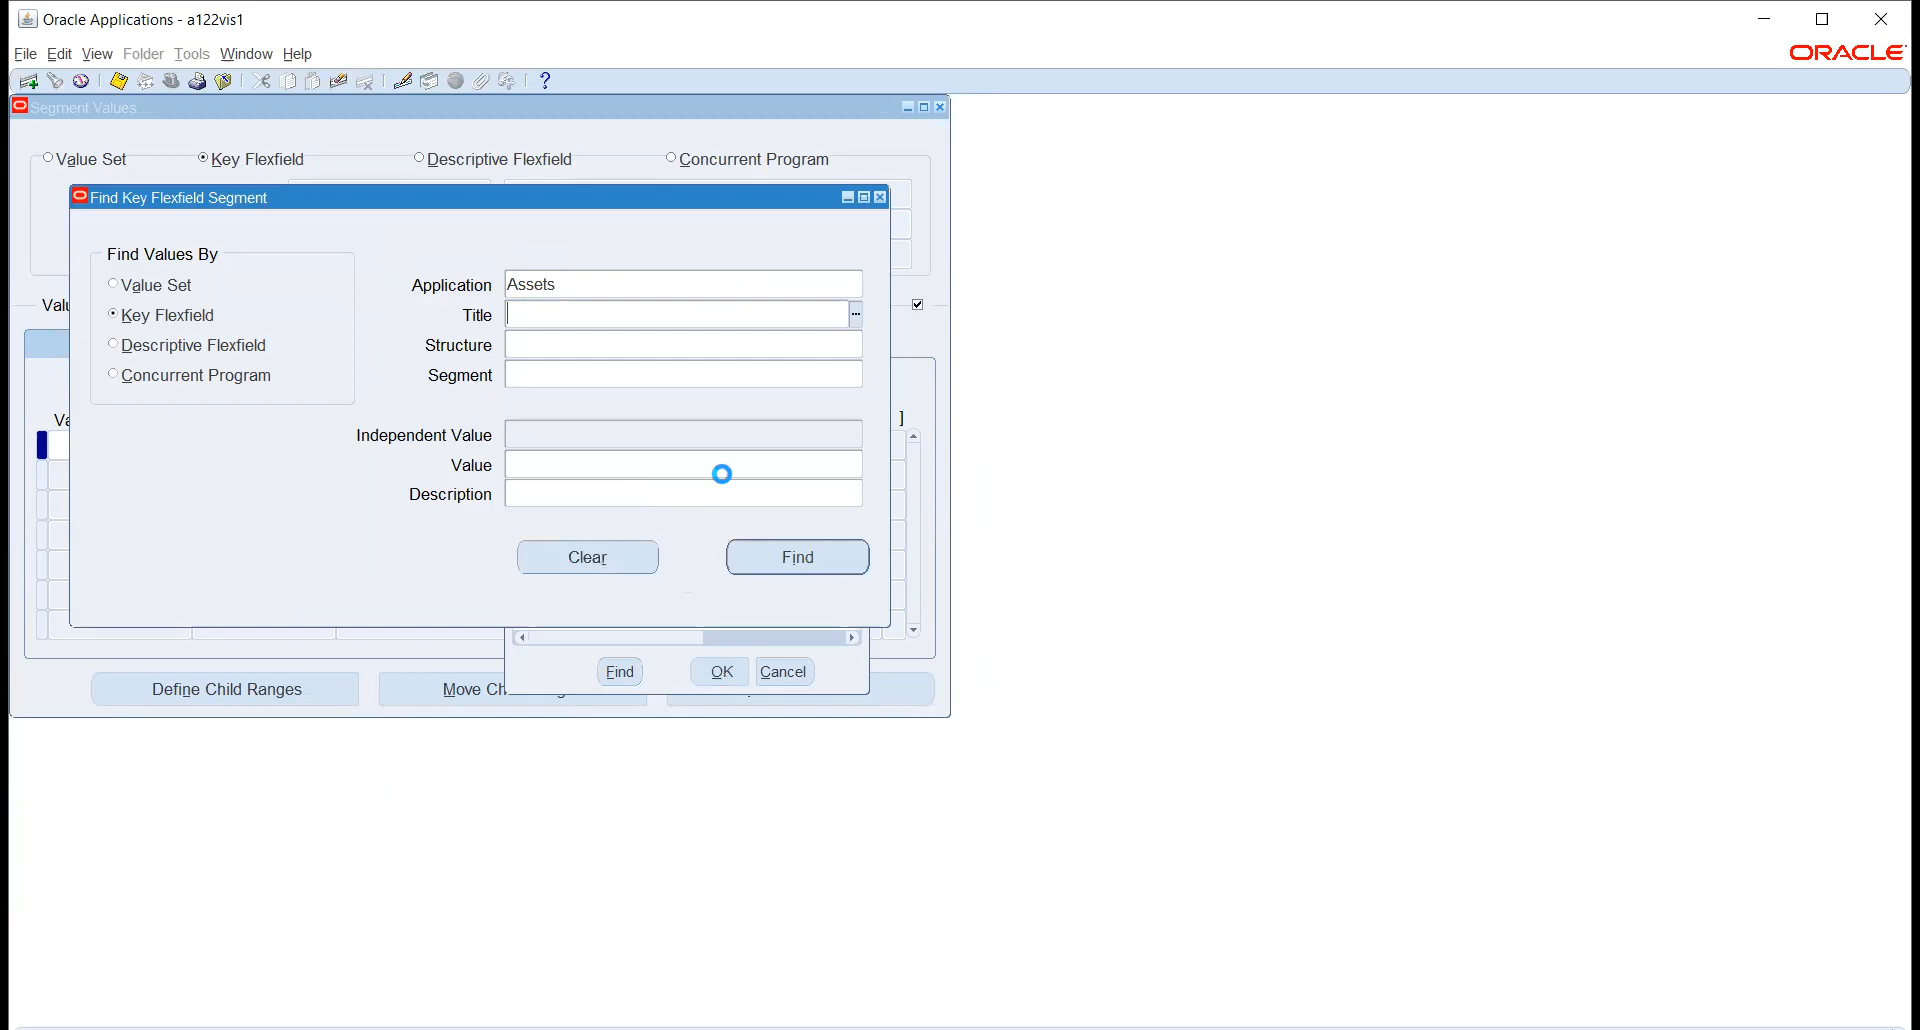 Oracle Applications - a122vis1
File Edit View Folder Tools Window Help
ORACLE
Segment Values
Value Set Key Flexfield Descriptive Flexfield Concurrent Program
Find Key Flexfield Segment
Find Values By
Value Set
Key Flexfield
Descriptive Flexfield
Concurrent Program
Application Assets
Title ...
Structure
Segment
Independent Value
Value
Description
Clear Find
]
Find OK Cancel
Define Child Ranges Move